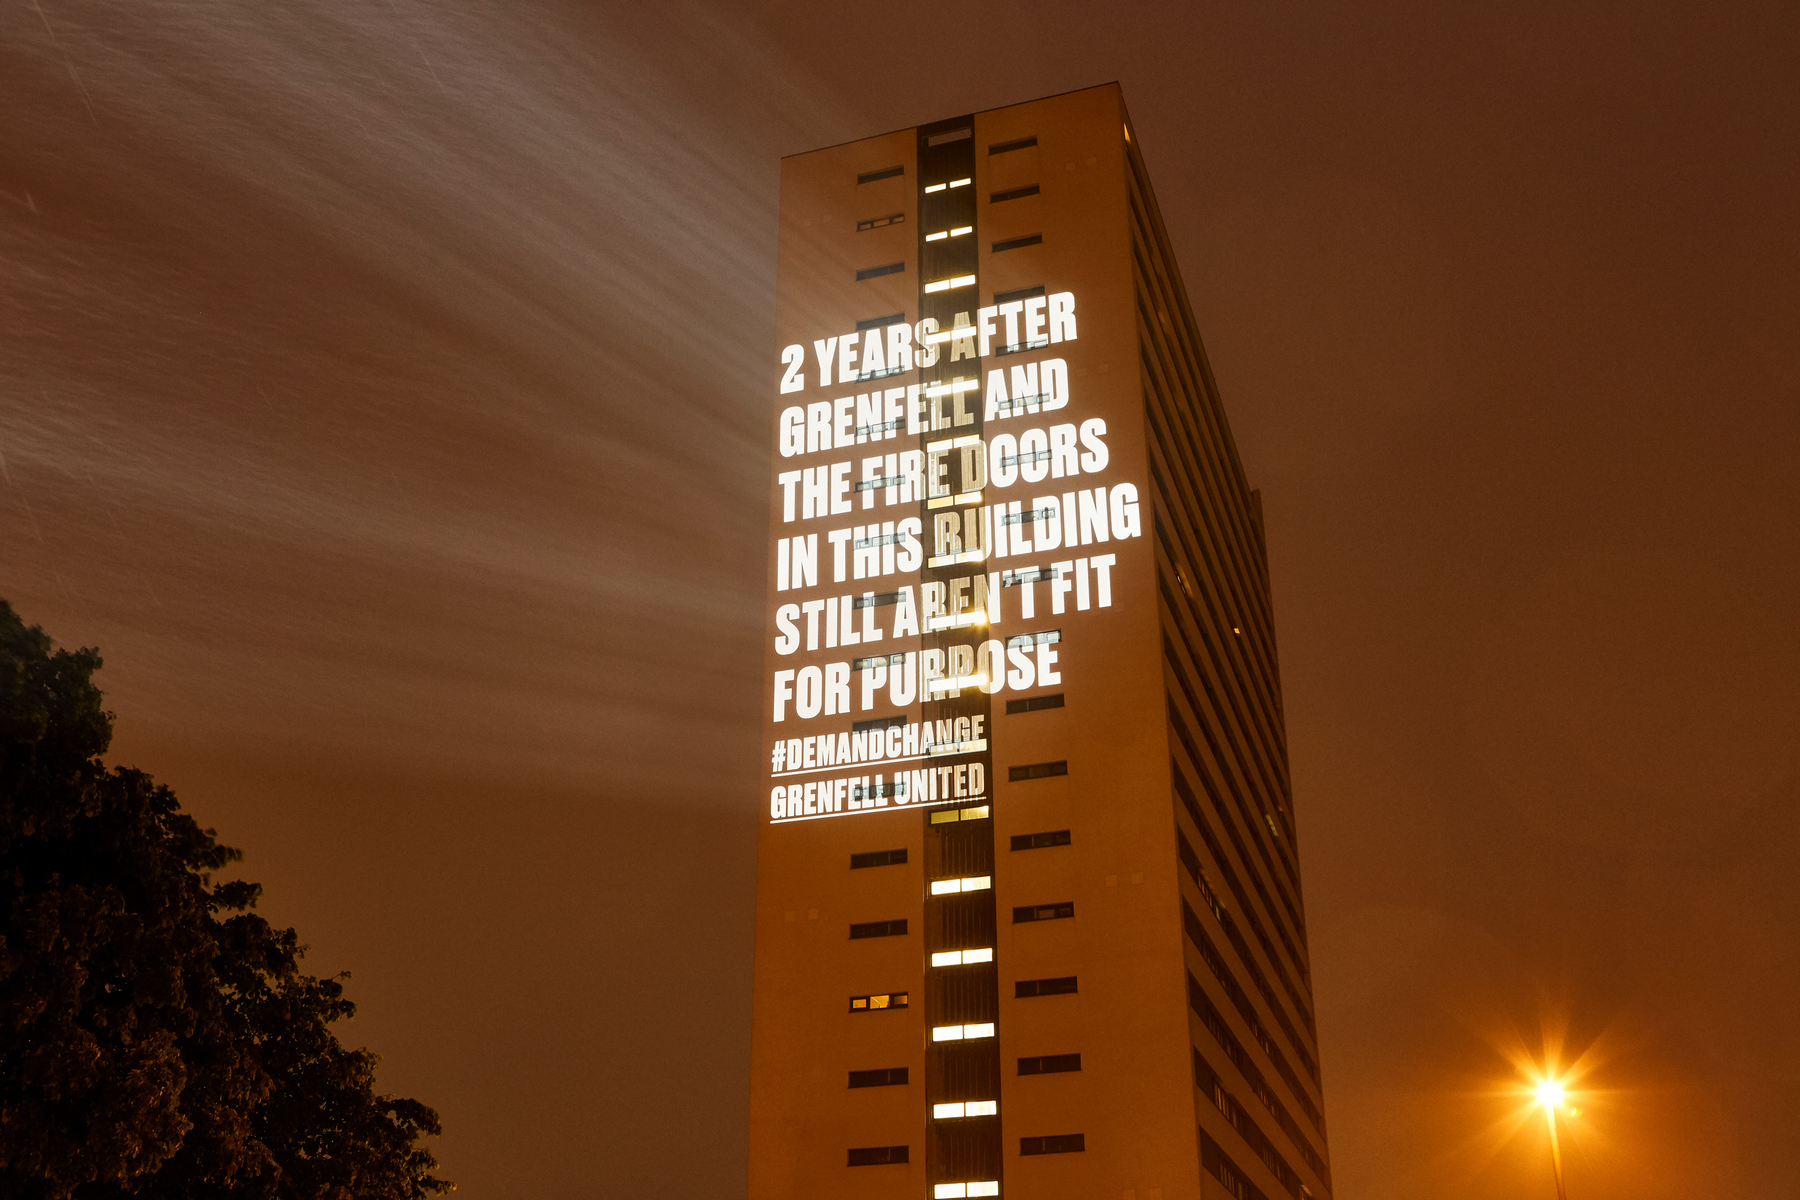 2 YEARS AFTER
GRENFELL AND
THE FIRE DOORS
IN THIS BUILDING
STILL AREN'T FIT
FOR PURPOSE
#DEMANDCHANGE
GRENFELL UNITED